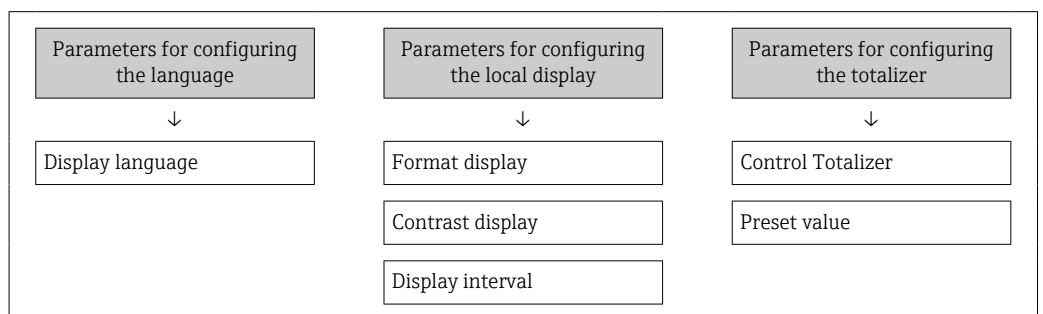 Parameters for configuring
the language
↓
Display language
Parameters for configuring
the local display
↓
Format display
Contrast display
Display interval
Parameters for configuring
the totalizer
↓
Control Totalizer
Preset value